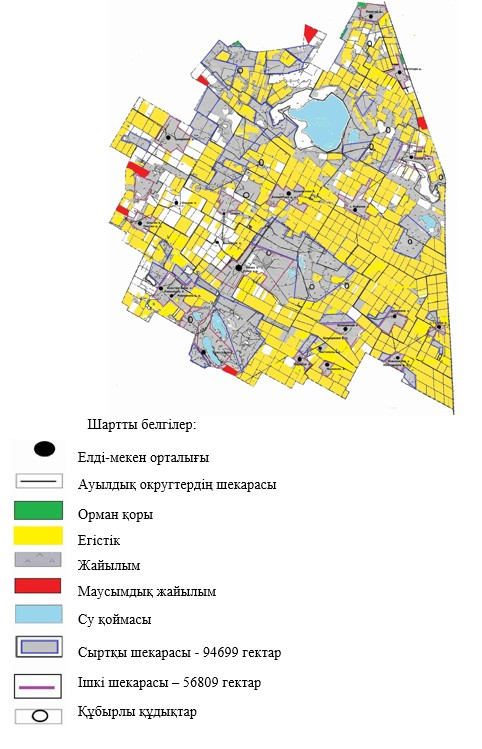 Шартты белгілер:
Елді-мекен орталығы
Ауылдық округтердің шекарасы
Орман қоры
Егістік
Жайылым
Маусымдық жайылым
Су қоймасы
Сыртқы шекарасы - 94699 гектар
Ішкі шекарасы – 56809 гектар
Құбырлы құдықтар